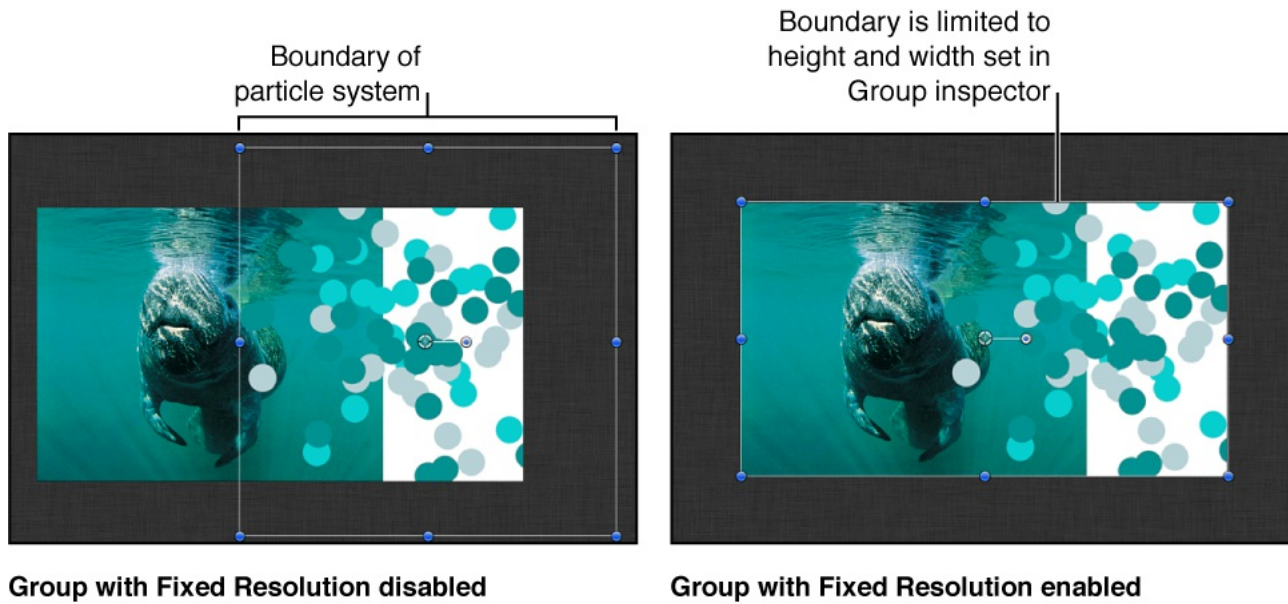 Boundary of
particle system
Boundary is limited to
height and width set in
Group inspector
Group with Fixed Resolution disabled
Group with Fixed Resolution enabled